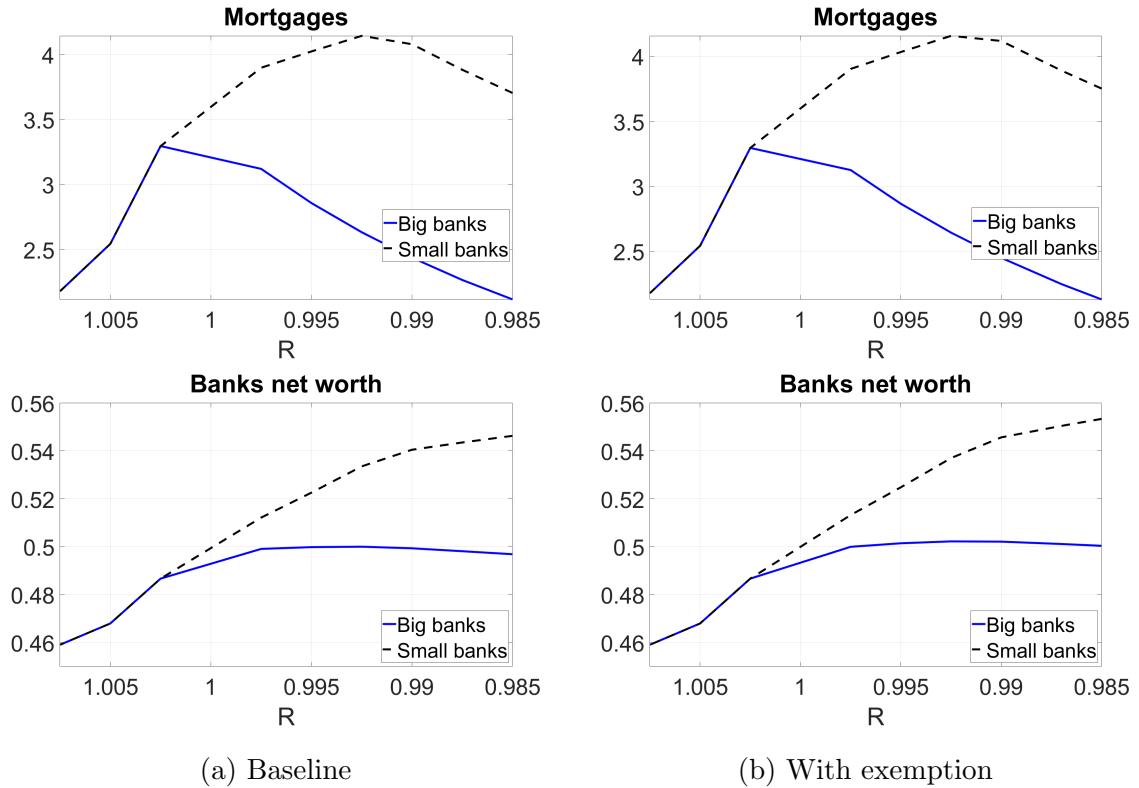 Mortgages
4
3.5
3
2.5
Big banks
Small banks
1.005 1 0.995 0.99 0.985
R
Mortgages
4
3.5
3
2.5
Big banks
Small banks
1.005 1 0.995 0.99 0.985
R
Banks net worth
0.56
0.54
0.52
0.5
0.48
0.46
Big banks
Small banks
1.005 1 0.995 0.99 0.985
R
Banks net worth
0.56
0.54
0.52
0.5
0.48
0.46
Big banks
Small banks
1.005 1 0.995 0.99 0.985
R
(a) Baseline
(b) With exemption